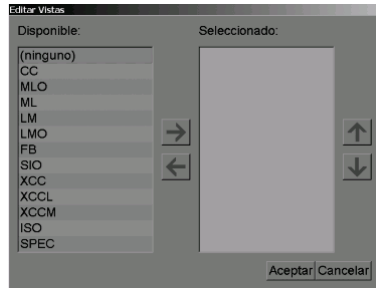 Editar Vistas
Disponible:
Seleccionado:
(ninguno)
CC
MLO
ML
LM
LMO
FB
SIO
XCC
XCCL
XCCM
ISO
SPEC
Aceptar Cancelar